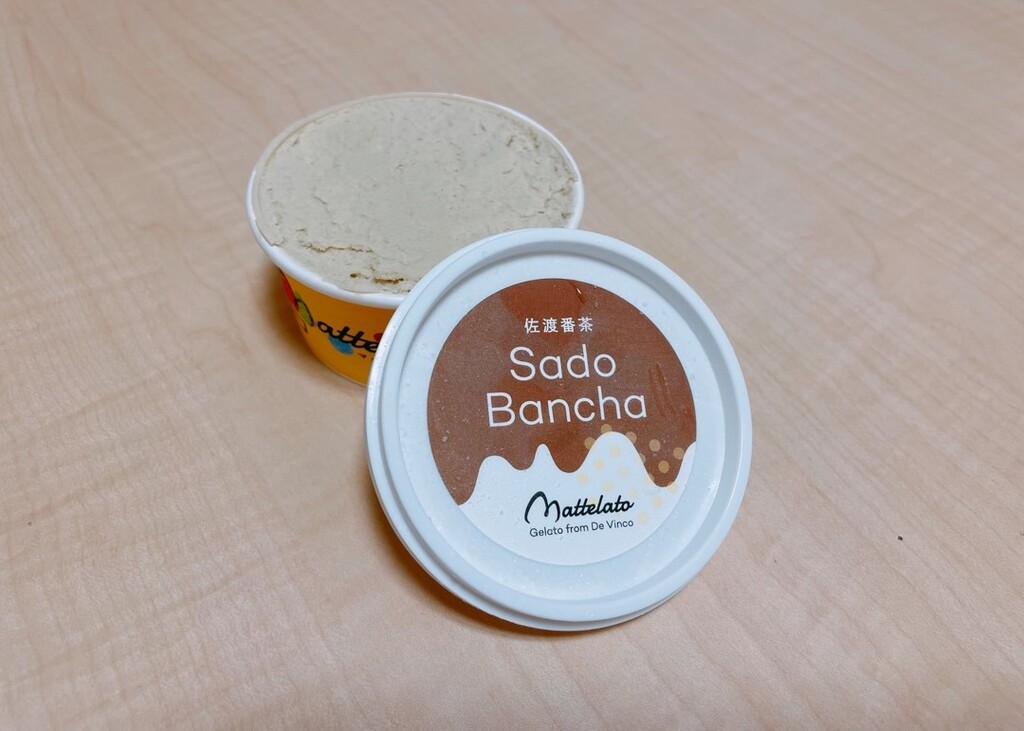 佐渡番茶
Sado
Bancha
Mattelato
Gelato from De Vinco